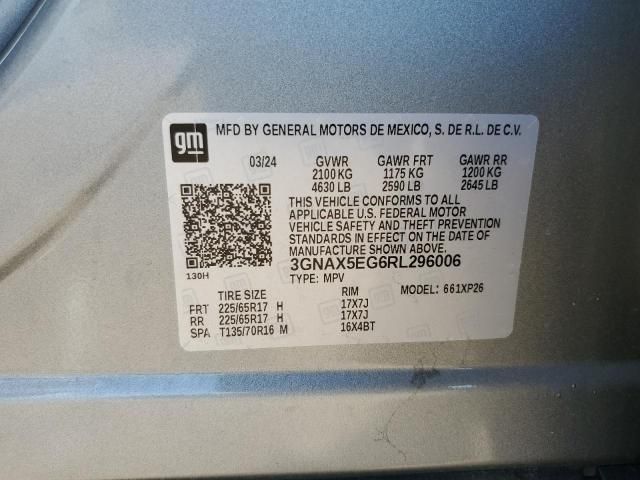 gm MFD BY GENERAL MOTORS DE MEXICO, S. DE R.L. DE C.V.
03/24 GVWR GAWR FRT GAWR RR
2100 KG 1175 KG 1200 KG
4630 LB 2590 LB 2645 LB
THIS VEHICLE CONFORMS TO ALL
APPLICABLE U.S. FEDERAL MOTOR
VEHICLE SAFETY AND THEFT
PREVENTION STANDARDS IN
EFFECT ON THE DATE OF
MANUFACTURE SHOWN ABOVE.
3GNAX5EG6RL296006
130H TYPE: MPV MODEL: 661XP26
TIRE SIZE RIM
FRT 225/65R17 H 17X7J
RR 225/65R17 H 17X7J
SPA T135/70R16 M 16X4BT